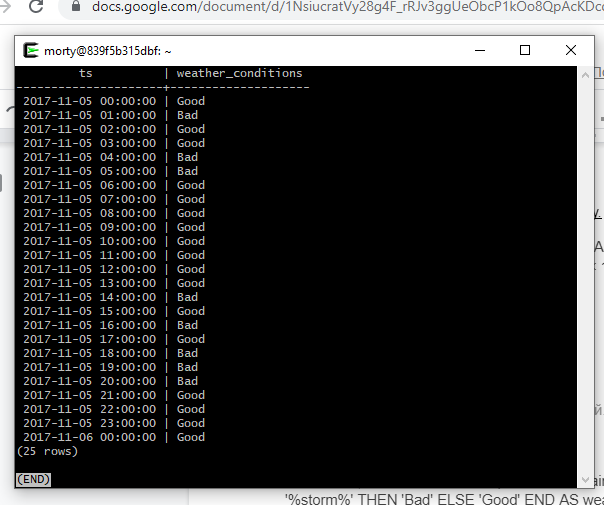 docs.google.com/document/d/1NsiucratVy28g4F_rRJv3ggUeObcP1kOo8QpAcKDc
morty@839f5b315dbf: ~
ts | weather_conditions
---------------------+--------------------
2017-11-05 00:00:00 | Good
2017-11-05 01:00:00 | Bad
2017-11-05 02:00:00 | Good
2017-11-05 03:00:00 | Good
2017-11-05 04:00:00 | Bad
2017-11-05 05:00:00 | Bad
2017-11-05 06:00:00 | Good
2017-11-05 07:00:00 | Good
2017-11-05 08:00:00 | Good
2017-11-05 09:00:00 | Good
2017-11-05 10:00:00 | Good
2017-11-05 11:00:00 | Good
2017-11-05 12:00:00 | Good
2017-11-05 13:00:00 | Good
2017-11-05 14:00:00 | Bad
2017-11-05 15:00:00 | Good
2017-11-05 16:00:00 | Bad
2017-11-05 17:00:00 | Good
2017-11-05 18:00:00 | Bad
2017-11-05 19:00:00 | Bad
2017-11-05 20:00:00 | Bad
2017-11-05 21:00:00 | Good
2017-11-05 22:00:00 | Good
2017-11-05 23:00:00 | Good
2017-11-06 00:00:00 | Good
(25 rows)
(END)
'%storm%' THEN 'Bad' ELSE 'Good' END AS wea